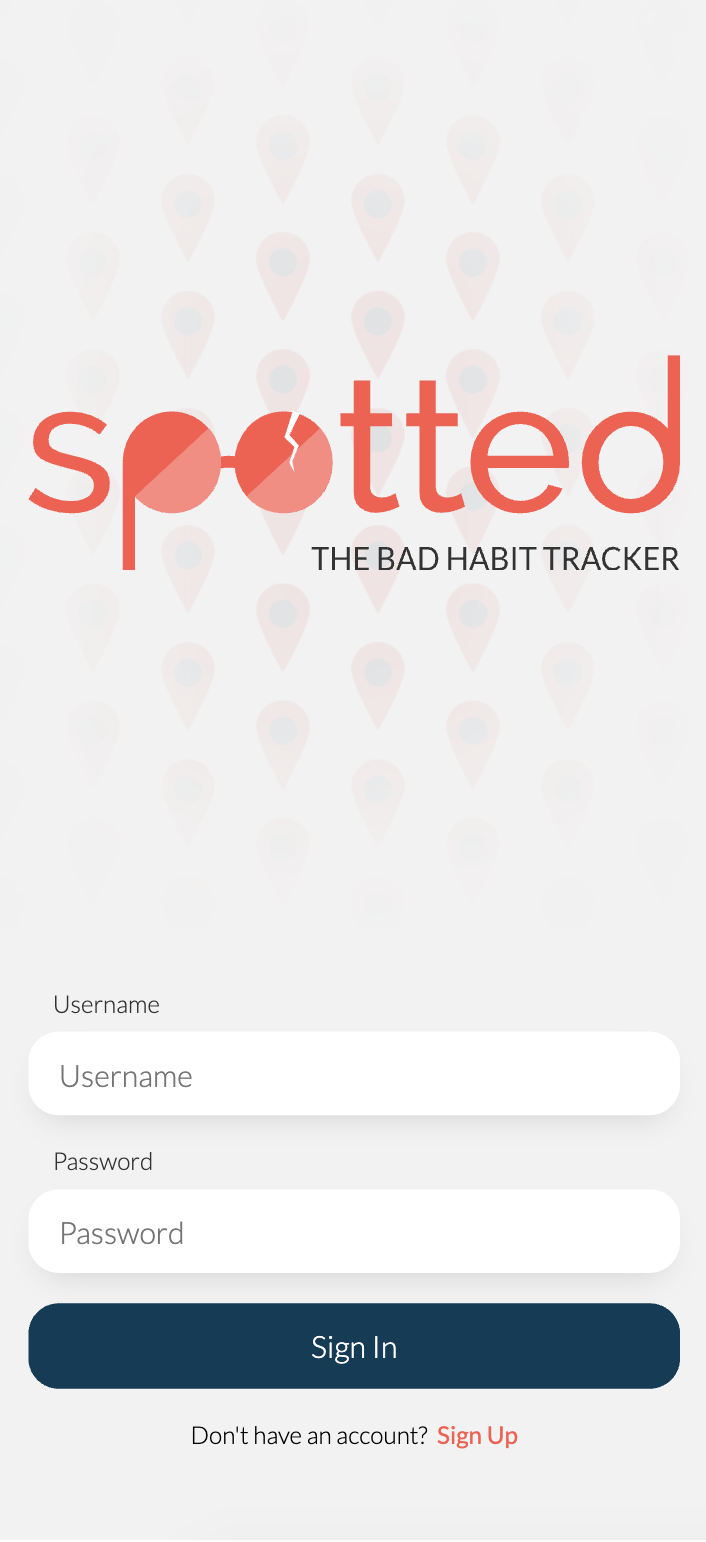 spotted
THE BAD HABIT TRACKER
Username
Username
Password
Password
Sign In
Don't have an account? Sign Up